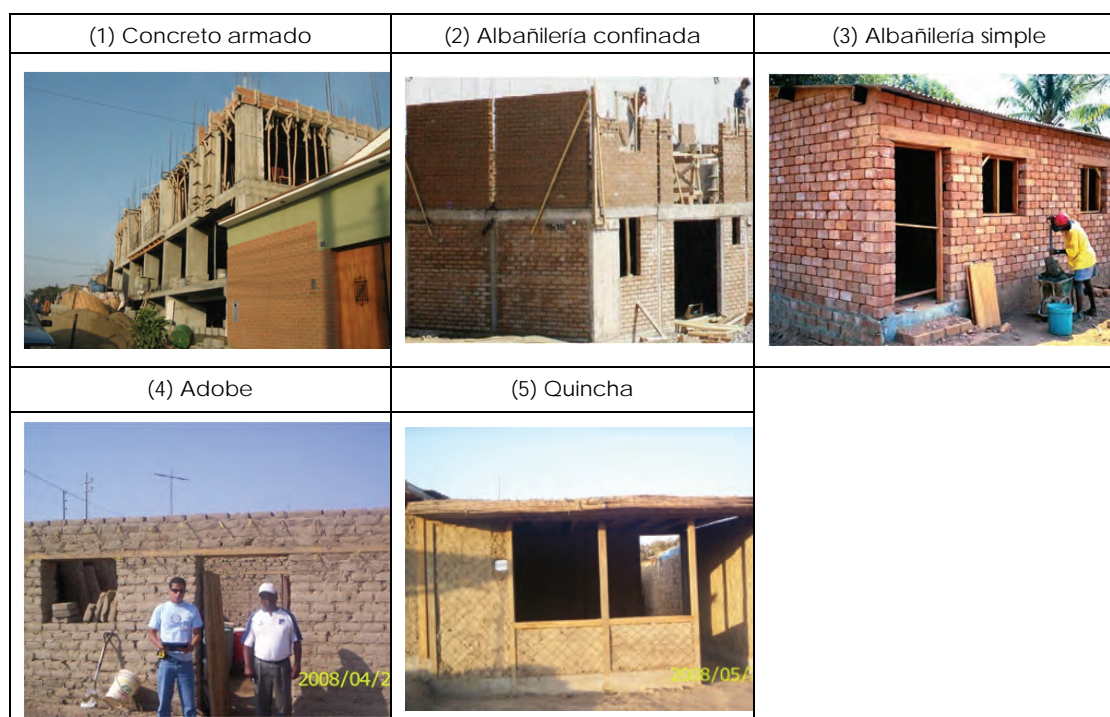 (1) Concreto armado
(2) Albañilería confinada
(3) Albañilería simple
(4) Adobe
(5) Quincha
2008/04/2
2008/05/